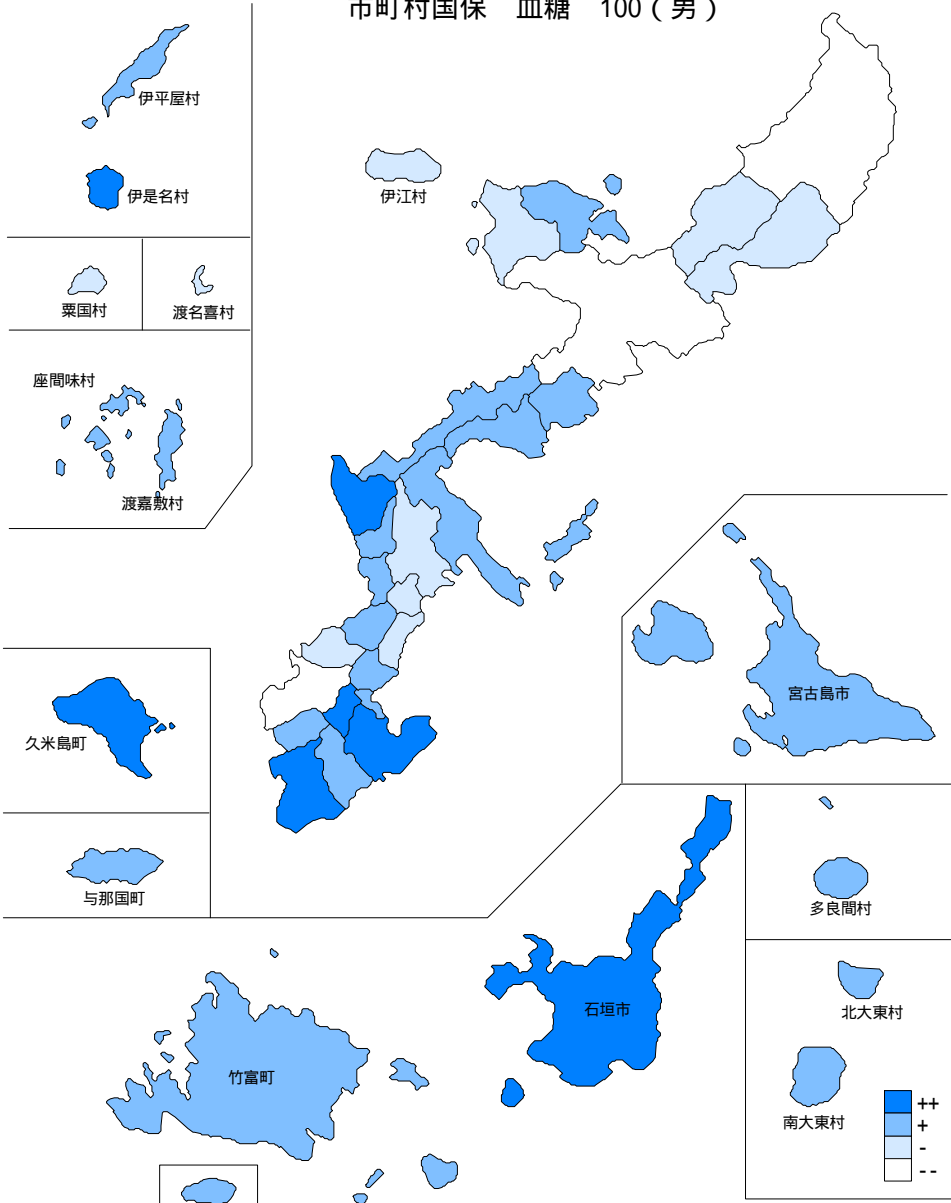 市町村国保　血糖　100（男）
伊平屋村
伊是名村
伊江村
粟国村
渡名喜村
座間味村
渡嘉敷村
宮古島市
久米島町
与那国町
多良間村
北大東村
石垣市
竹富町
南大東村
++
+
-
--